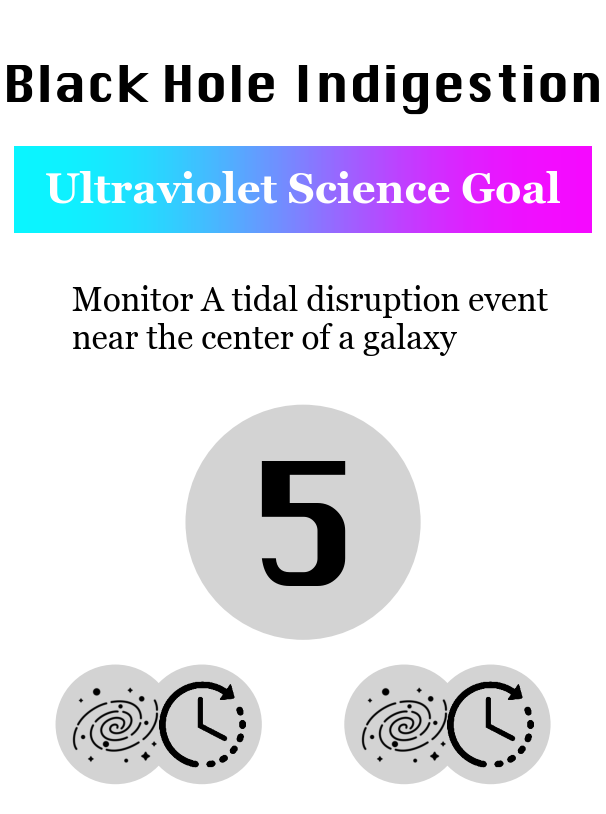 Black Hole Indigestion
Ultraviolet Science Goal
Monitor A tidal disruption event
near the center of a galaxy
5